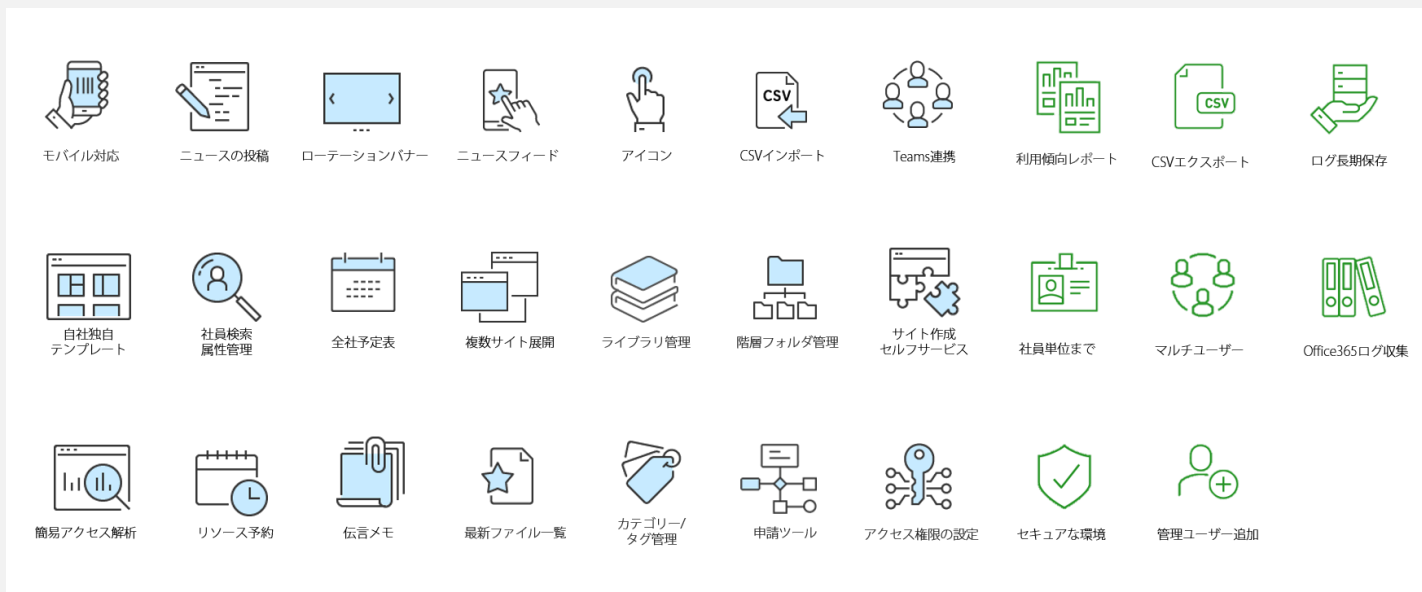 CSV
CSV
モバイル対応
ニュースの投稿
ローテーションバナー
ニュースフィード
アイコン
CSVインポート
Teams連携
利用傾向レポート
CSVエクスポート
ログ長期保存
自社独自
テンプレート
社員検索
属性管理
全社予定表
複数サイト展開
ライブラリ管理
階層フォルダ管理
サイト作成
セルフサービス
社員単位まで
マルチユーザー
Office365ログ収集
簡易アクセス解析
リソース予約
伝言メモ
最新ファイル一覧
カテゴリー/
タグ管理
申請ツール
アクセス権限の設定
セキュアな環境
管理ユーザー追加